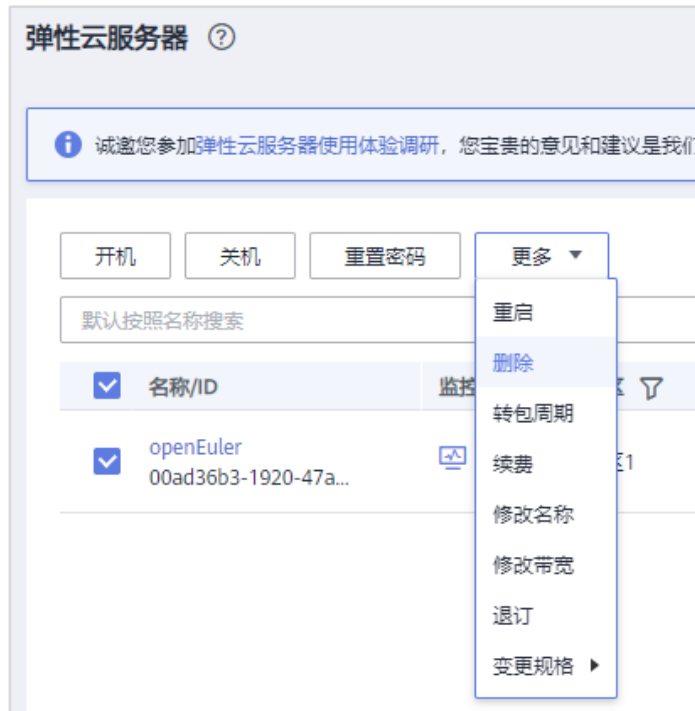 弹性云服务器 ?
诚邀您参加弹性云服务器使用体验调研，您宝贵的意见和建议是我们
开机 关机 重置密码 更多
默认按照名称搜索
重启
删除
名称/ID 监控
转包周期
openEuler
00ad36b3-1920-47a...
续费
1
修改名称
修改带宽
退订
变更规格